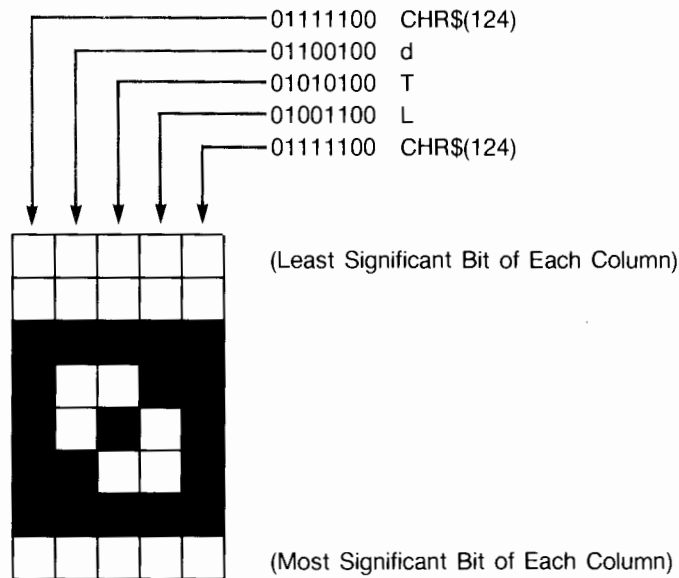 01111100 CHR$(124)
01100100 d
01010100 T
01001100 L
01111100 CHR$(124)
(Least Significant Bit of Each Column)
(Most Significant Bit of Each Column)